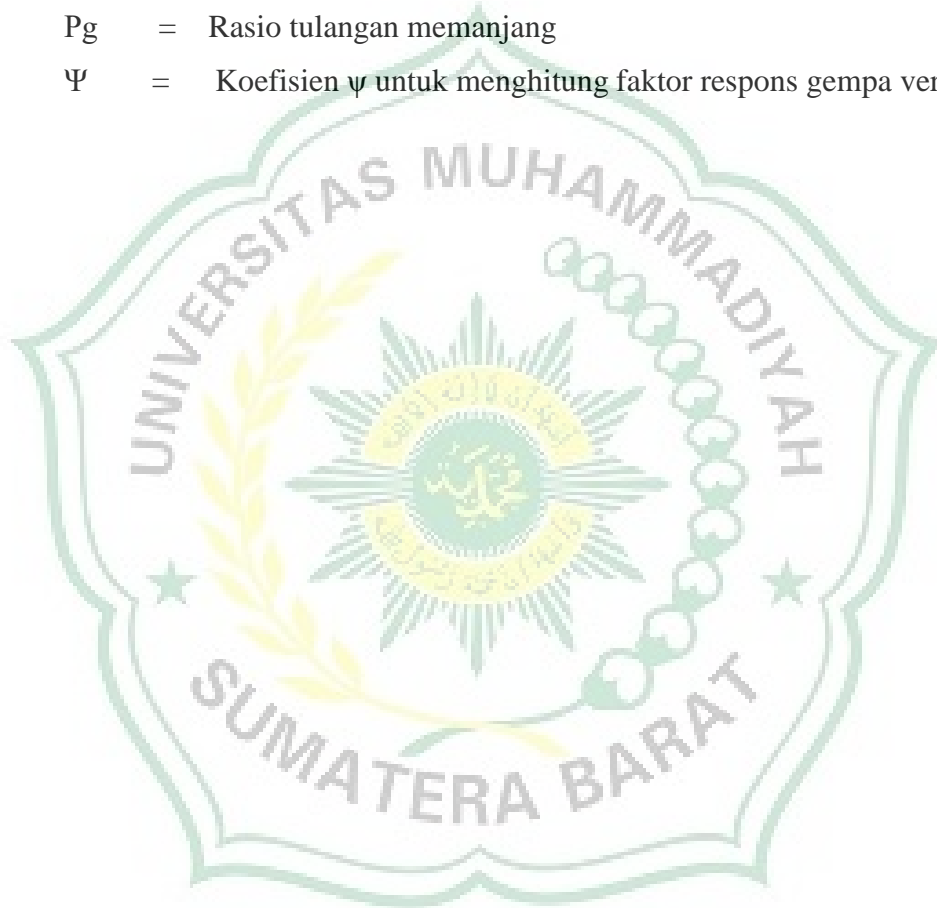 Pg = Rasio tulangan memanjang
Ψ = Koefisien ψ untuk menghitung faktor respons gempa ver
UNIVERSITAS MUHAMMADIYAH
SUMATERA BARAT